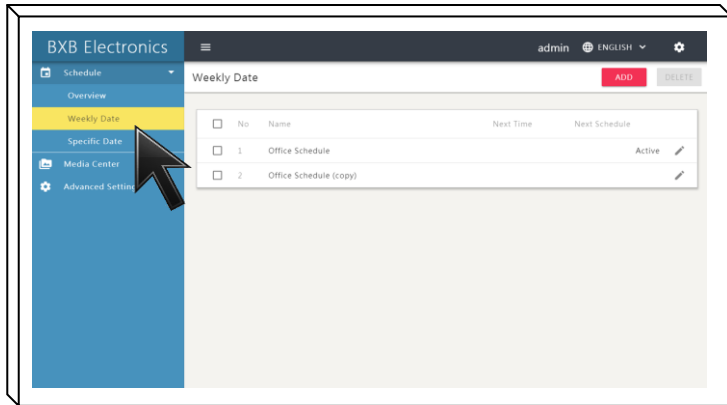 BXB Electronics
admin ENGLISH
Schedule
Overview
Weekly Date
Specific Date
Media Center
Advanced Setting
Weekly Date
ADD DELETE
No Name Next Time Next Schedule
1 Office Schedule Active
2 Office Schedule (copy)